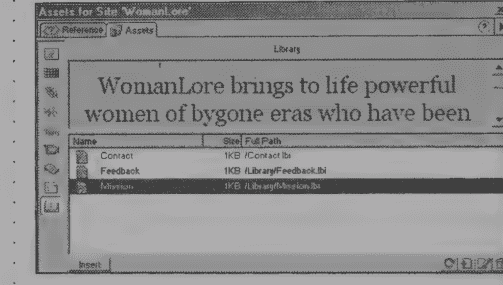 Assets for Site 'WomanLore'
Reference Assets
Library
WomanLore brings to life powerful
women of bygone eras who have been
Name Size Full Path
Contact 1KB /Contact.lbi
Feedback 1KB /Library/Feedback.lbi
Mission 1KB /Library/Mission.lbi
Insert